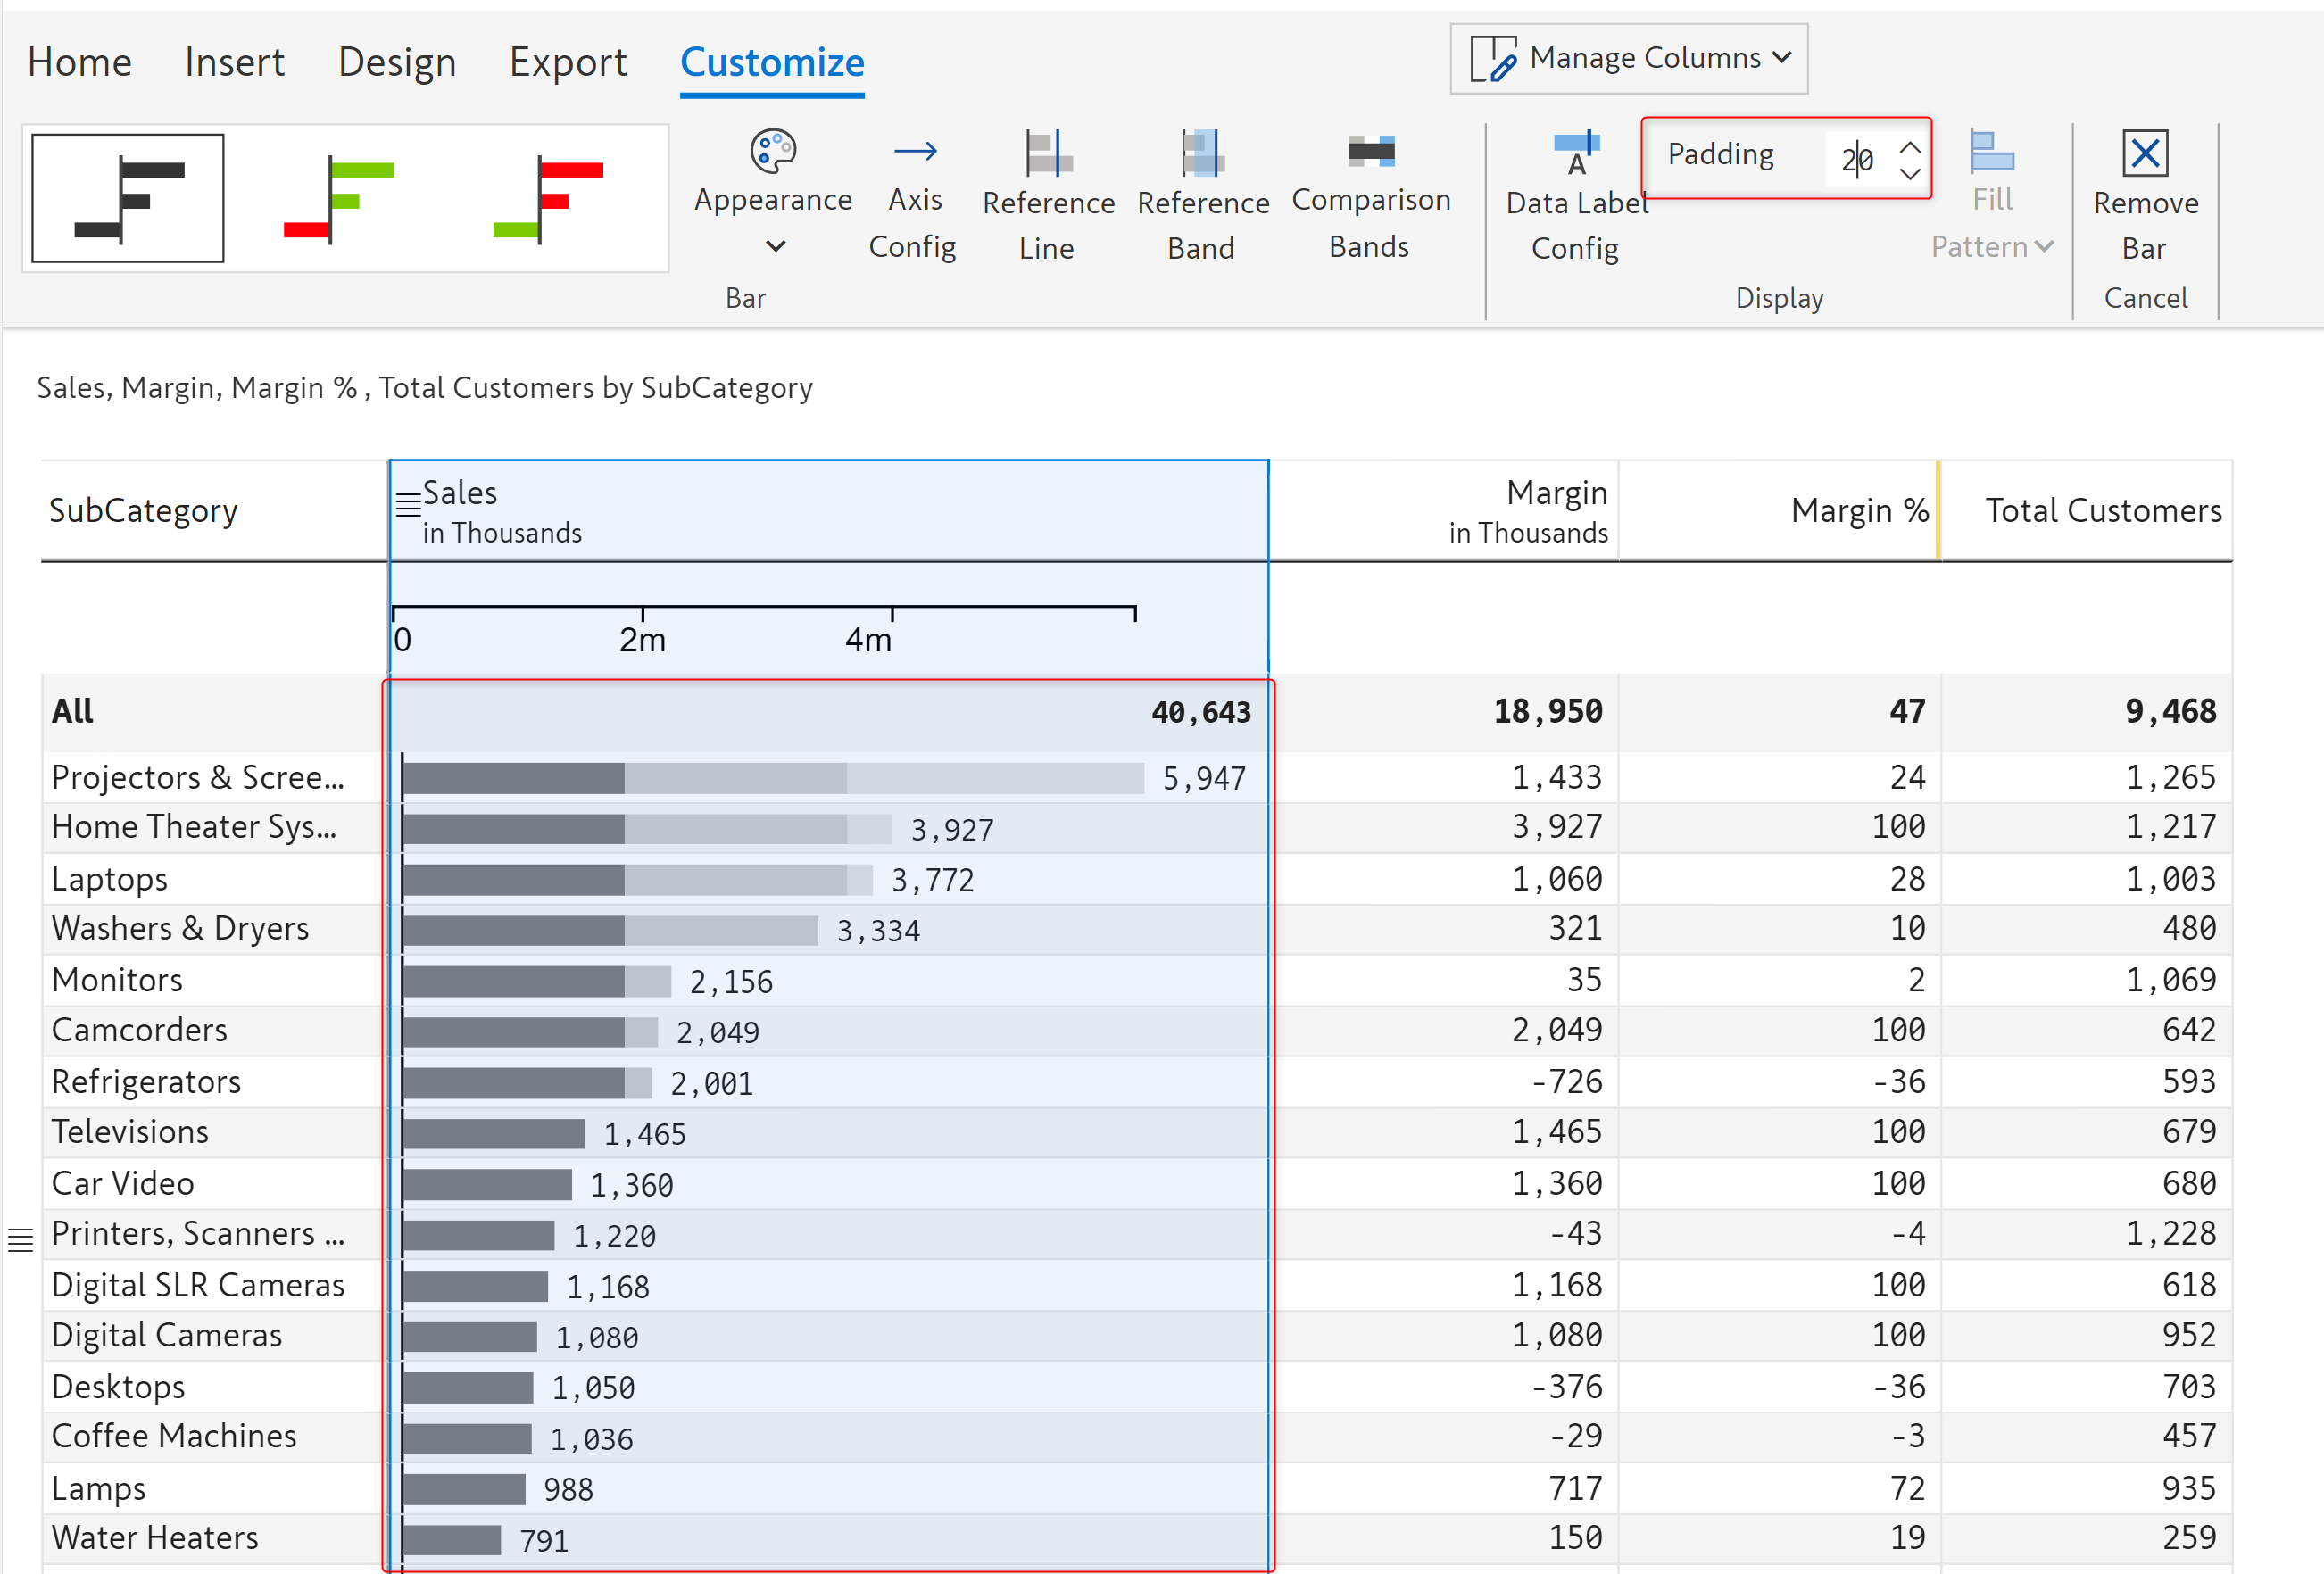 Home Insert Design Export Customize
Manage Columns
Appearance
Axis
Config
Reference
Line
Reference
Band
Comparison
Bands
Bar
Data Label
Config
Padding 20
Fill
Pattern
Display
Remove
Bar
Cancel
Sales, Margin, Margin % , Total Customers by SubCategory
SubCategory
Sales
in Thousands
Margin
in Thousands
Margin %
Total Customers
0 2m 4m
All 40,643 18,950 47 9,468
Projectors & Scree... 5,947 1,433 24 1,265
Home Theater Sys... 3,927 3,927 100 1,217
Laptops 3,772 1,060 28 1,003
Washers & Dryers 3,334 321 10 480
Monitors 2,156 35 2 1,069
Camcorders 2,049 2,049 100 642
Refrigerators 2,001 -726 -36 593
Televisions 1,465 1,465 100 679
Car Video 1,360 1,360 100 680
Printers, Scanners ... 1,220 -43 -4 1,228
Digital SLR Cameras 1,168 1,168 100 618
Digital Cameras 1,080 1,080 100 952
Desktops 1,050 -376 -36 703
Coffee Machines 1,036 -29 -3 457
Lamps 988 717 72 935
Water Heaters 791 150 19 259